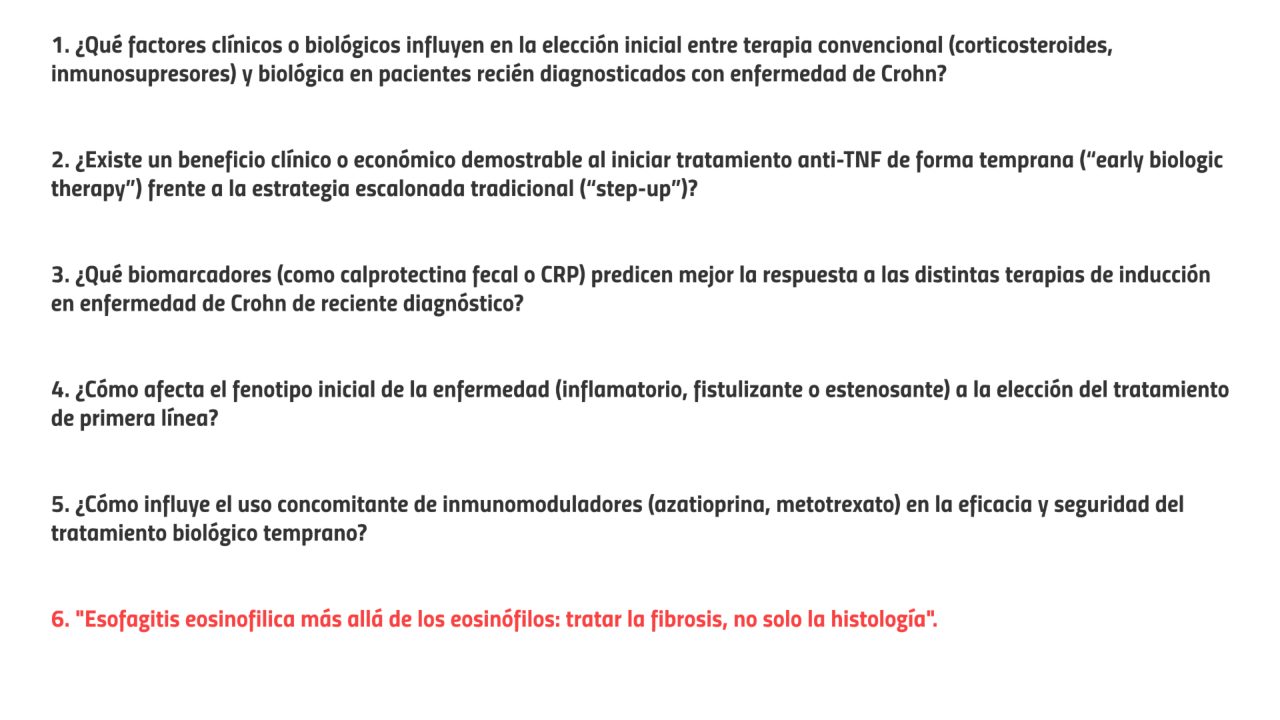 1. ¿Qué factores clínicos o biológicos influyen en la elección inicial entre terapia convencional (corticosteroides,
inmunosupresores) y biológica en pacientes recién diagnosticados con enfermedad de Crohn?
2. ¿Existe un beneficio clínico o económico demostrable al iniciar tratamiento anti-TNF de forma temprana (“early biologic
therapy”) frente a la estrategia escalonada tradicional (“step-up”)?
3. ¿Qué biomarcadores (como calprotectina fecal o CRP) predicen mejor la respuesta a las distintas terapias de inducción
en enfermedad de Crohn de reciente diagnóstico?
4. ¿Cómo afecta el fenotipo inicial de la enfermedad (inflamatorio, fistulizante o estenosante) a la elección del tratamiento
de primera línea?
5. ¿Cómo influye el uso concomitante de inmunomoduladores (azatioprina, metotrexato) en la eficacia y seguridad del
tratamiento biológico temprano?
6. "Esofagitis eosinofilica más allá de los eosinófilos: tratar la fibrosis, no solo la histología".